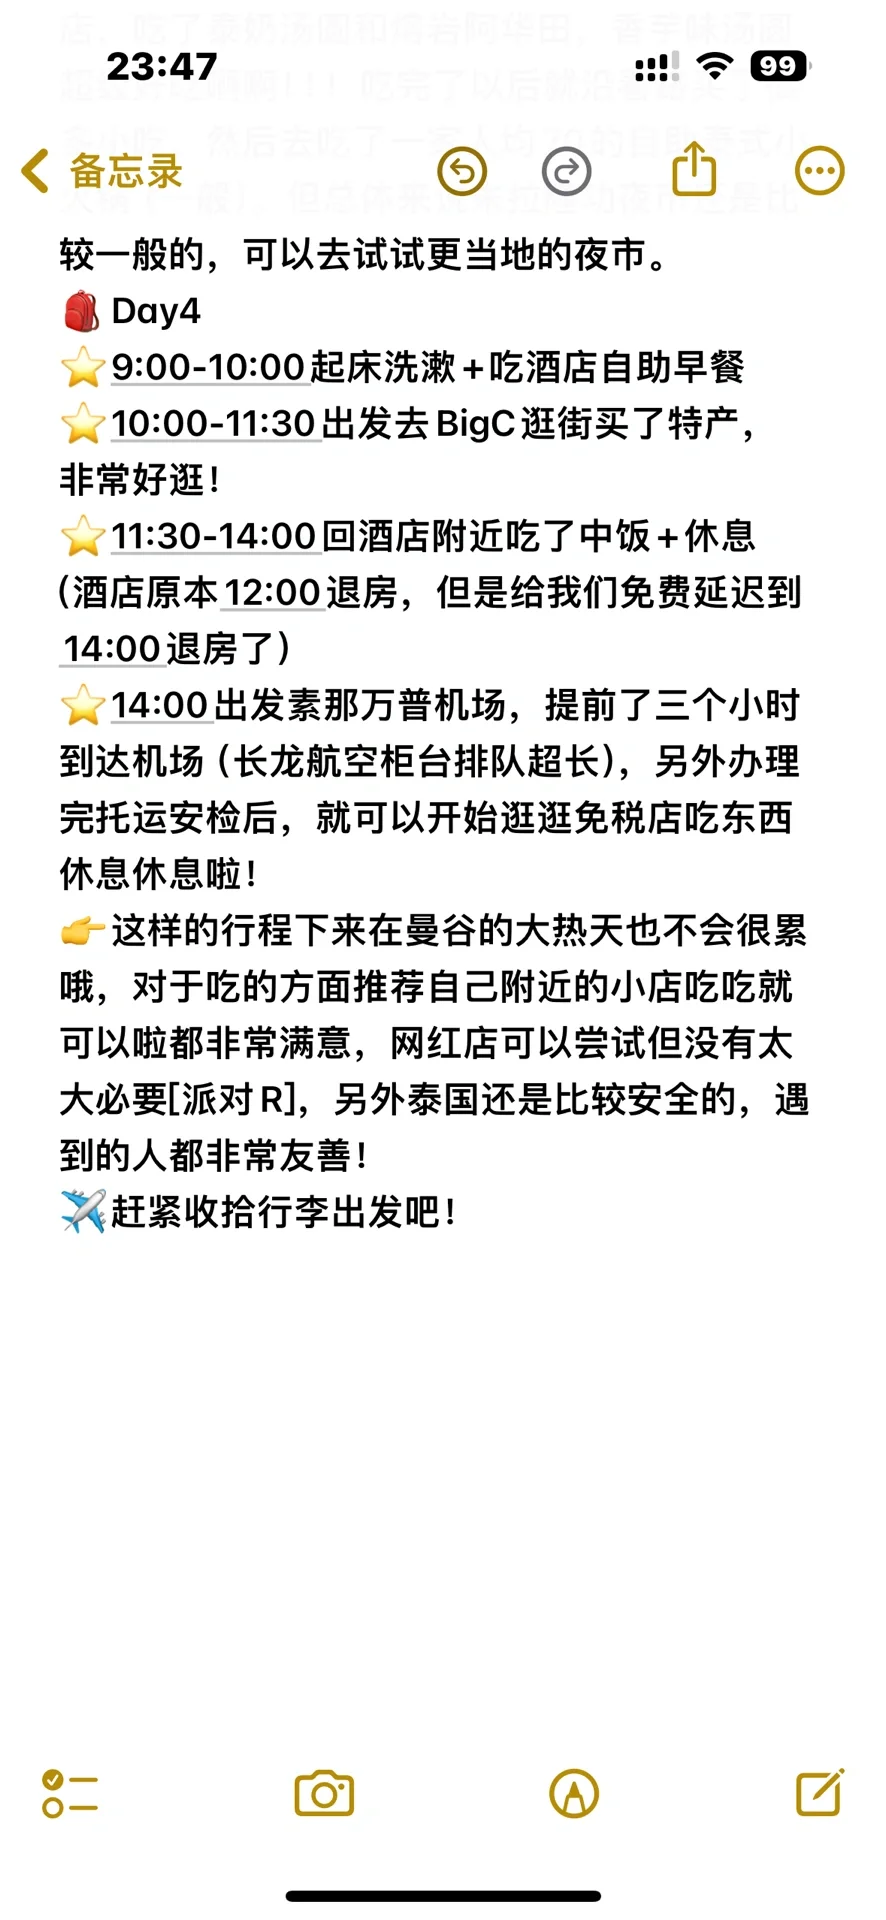 23:47
99
备忘录
较一般的，可以去试试更当地的夜市。
🎒Day4
⭐9:00-10:00起床洗漱+吃酒店自助早餐
⭐10:00-11:30出发去BigC逛街买了特产，
非常好逛！
⭐11:30-14:00回酒店附近吃了中饭+休息
（酒店原本12:00退房，但是给我们免费延迟到
14:00退房了）
⭐14:00出发素那万普机场，提前了三个小时
到达机场（长龙航空柜台排队超长），另外办理
完托运安检后，就可以开始逛逛免税店吃东西
休息休息啦！
👉这样的行程下来在曼谷的大热天也不会很累
哦，对于吃的方面推荐自己附近的小店吃吃就
可以啦都非常满意，网红店可以尝试但没有太
大必要[派对R]，另外泰国还是比较安全的，遇
到的人都非常友善！
✈️赶紧收拾行李出发吧！